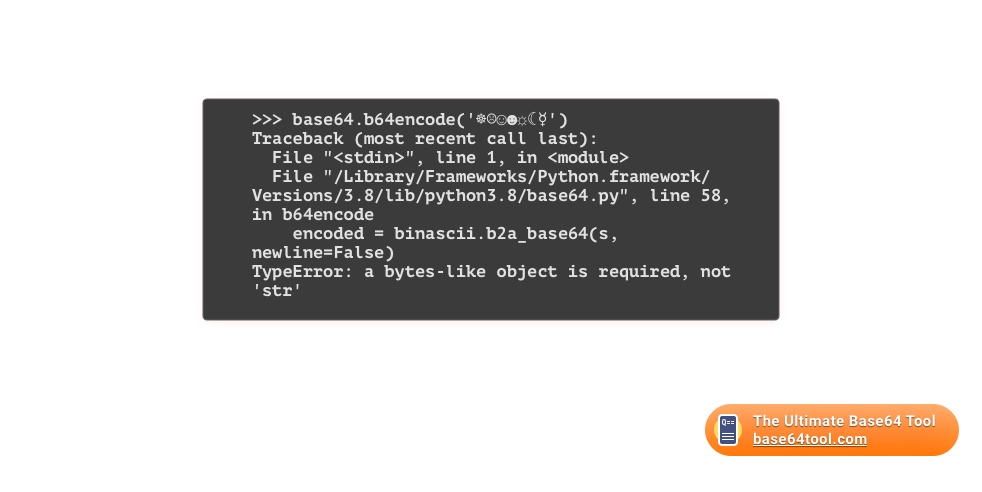 >>> base64.b64encode('☸☹☺☻☼☾☿')
Traceback (most recent call last):
  File "<stdin>", line 1, in <module>
  File "/Library/Frameworks/Python.framework/
Versions/3.8/lib/python3.8/base64.py", line 58,
in b64encode
    encoded = binascii.b2a_base64(s,
newline=False)
TypeError: a bytes-like object is required, not
'str'
Q==
The Ultimate Base64 Tool
base64tool.com